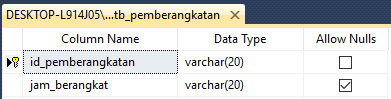 DESKTOP-L914J05\...tb_pemberangkatan
Column Name Data Type Allow Nulls
id_pemberangkatan varchar(20)
jam_berangkat varchar(20)